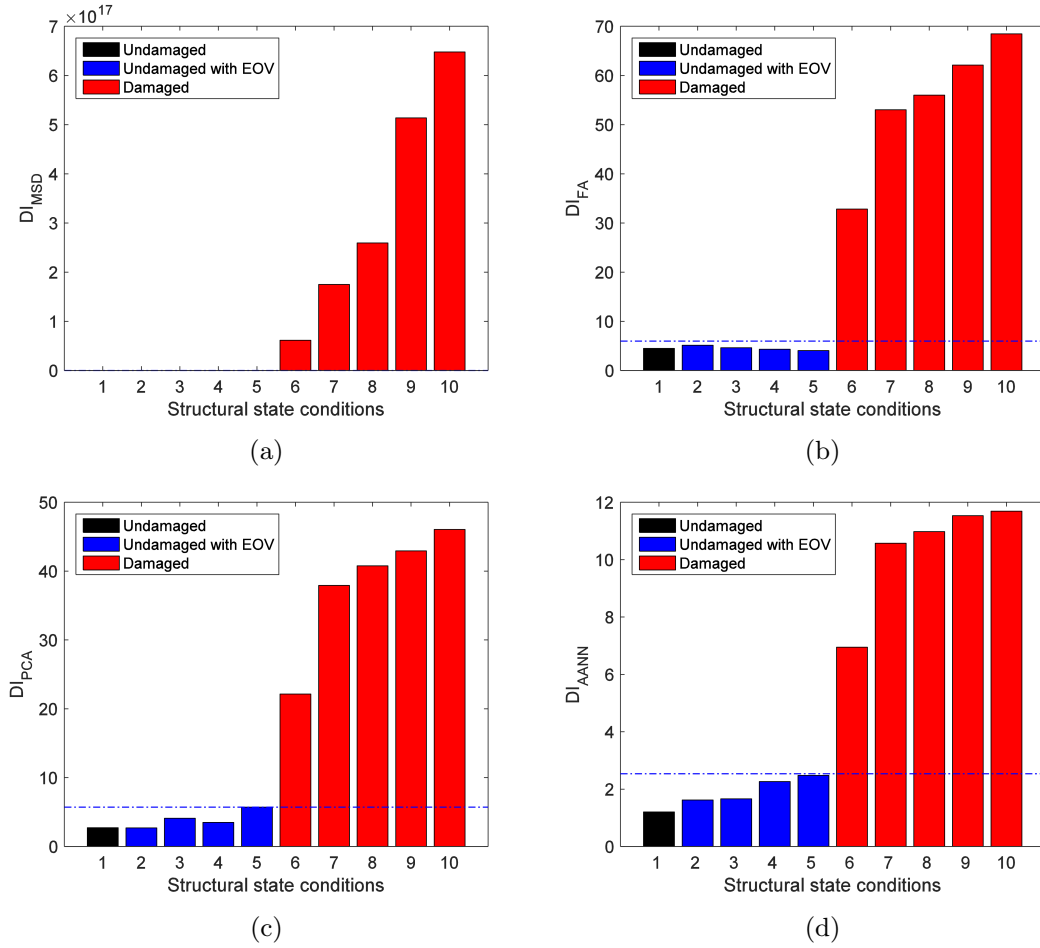 ×10^17
7
6
5
4
3
2
1
0
DI_MSD
Undamaged
Undamaged with EOV
Damaged
1 2 3 4 5 6 7 8 9 10
Structural state conditions
(a)
70
60
50
40
30
20
10
0
DI_FA
Undamaged
Undamaged with EOV
Damaged
1 2 3 4 5 6 7 8 9 10
Structural state conditions
(b)
50
40
30
20
10
0
DI_PCA
Undamaged
Undamaged with EOV
Damaged
1 2 3 4 5 6 7 8 9 10
Structural state conditions
(c)
12
10
8
6
4
2
0
DI_AANN
Undamaged
Undamaged with EOV
Damaged
1 2 3 4 5 6 7 8 9 10
Structural state conditions
(d)